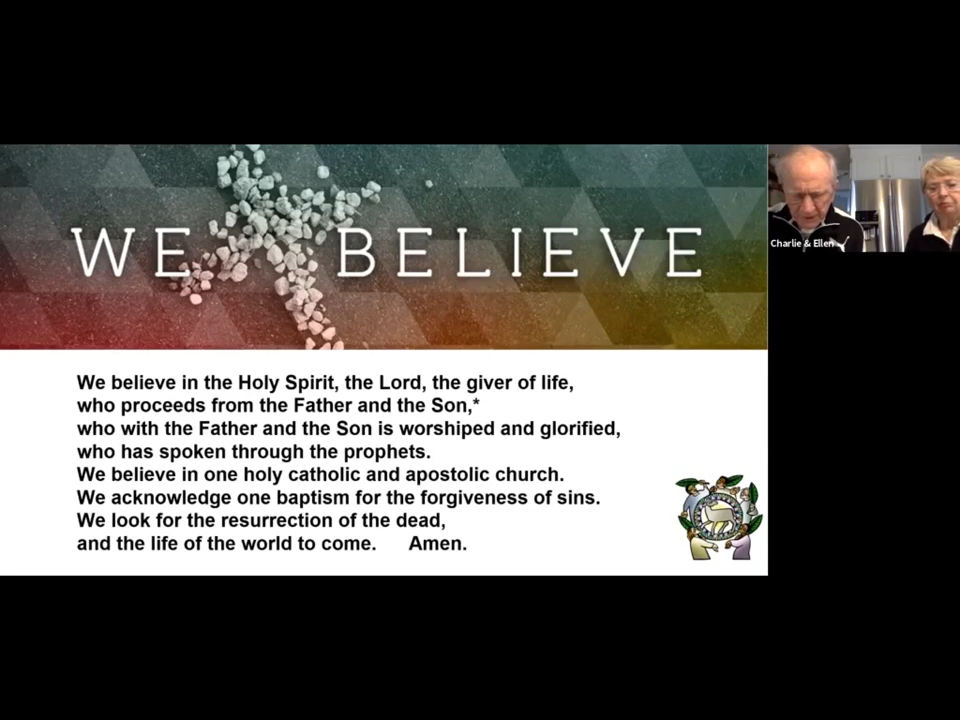 WE BELIEVE
Charlie & Ellen
We believe in the Holy Spirit, the Lord, the giver of life,
who proceeds from the Father and the Son,*
who with the Father and the Son is worshiped and glorified,
who has spoken through the prophets.
We believe in one holy catholic and apostolic church.
We acknowledge one baptism for the forgiveness of sins.
We look for the resurrection of the dead,
and the life of the world to come. Amen.